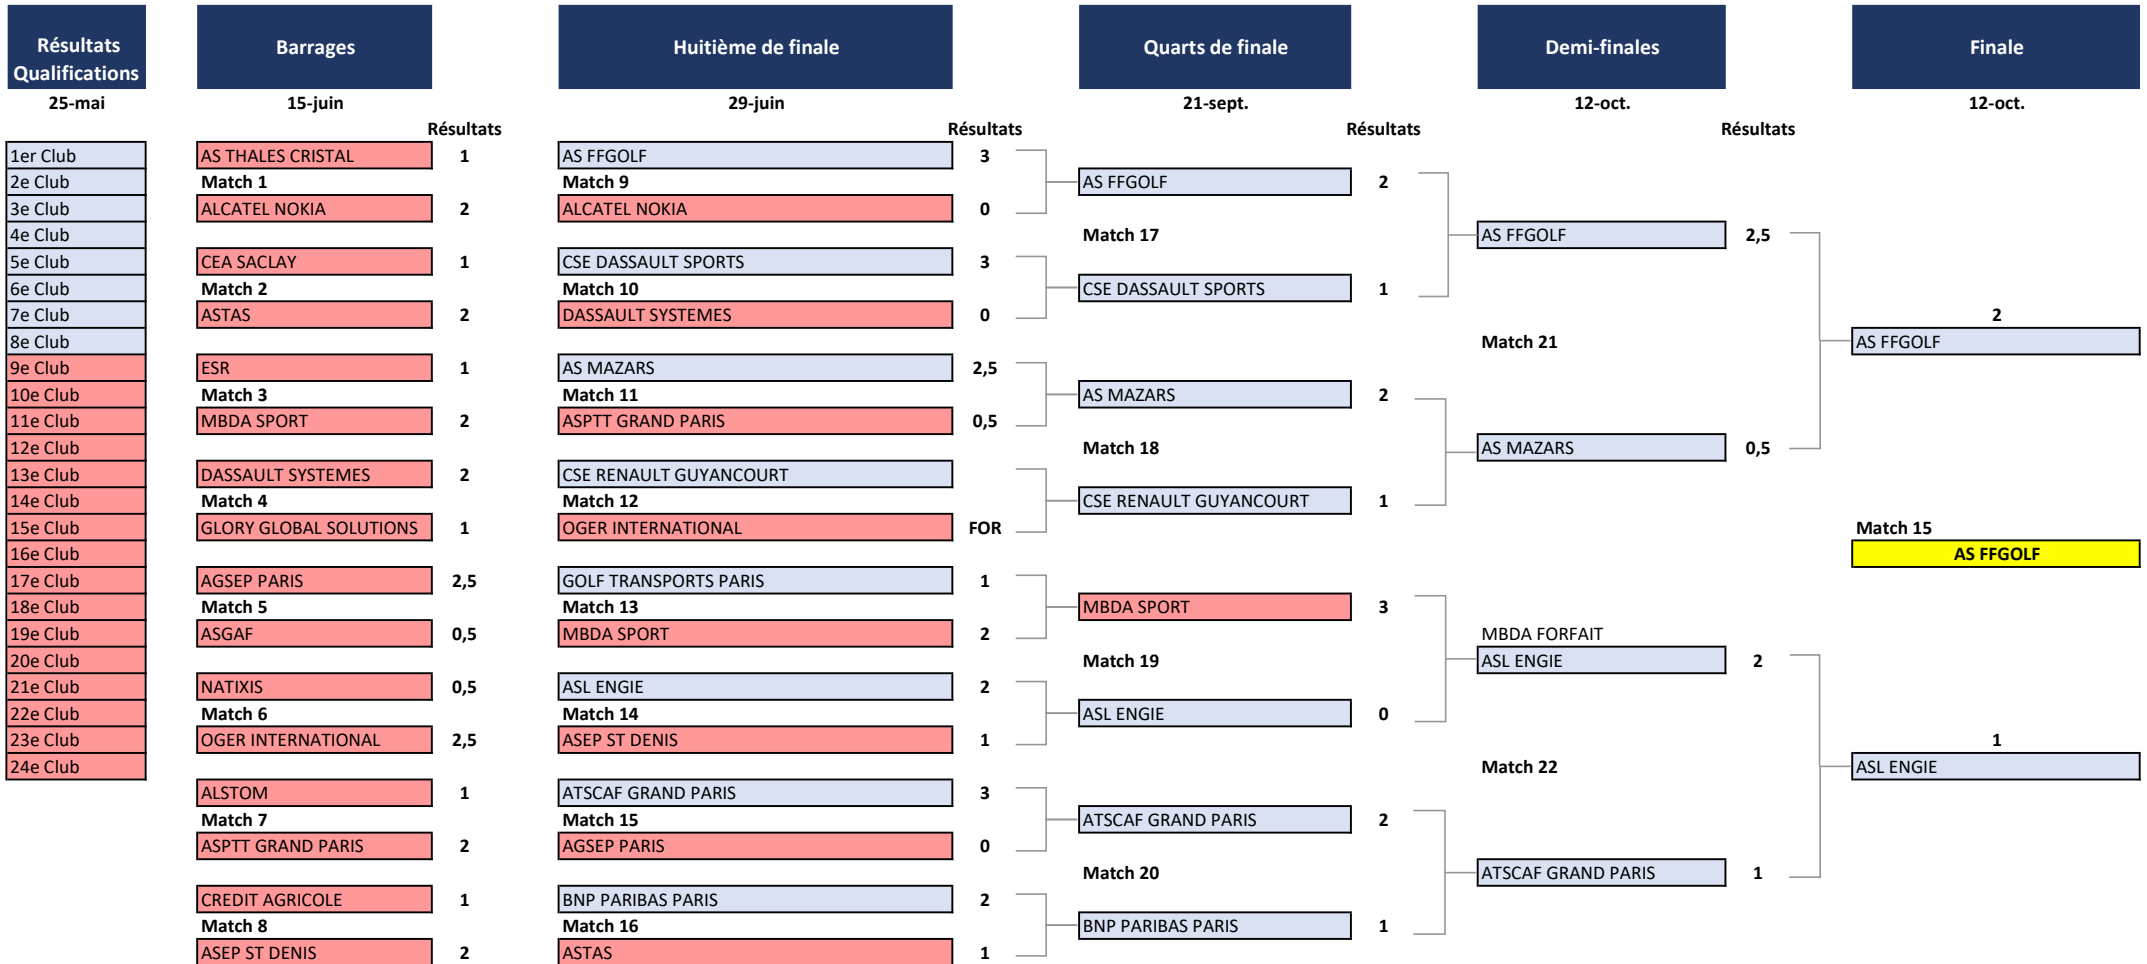 Résultats Qualifications Barrages Huitième de finale Quarts de finale Demi-finales Finale
25-mai 15-juin 29-juin 21-sept. 12-oct. 12-oct.
Résultats Résultats Résultats Résultats
1er Club AS THALES CRISTAL 1 AS FFGOLF 3
2e Club Match 1 Match 9 AS FFGOLF 2
3e Club ALCATEL NOKIA 2 ALCATEL NOKIA 0
4e Club Match 17 AS FFGOLF 2,5
5e Club CEA SACLAY 1 CSE DASSAULT SPORTS 3
6e Club Match 2 Match 10 CSE DASSAULT SPORTS 1
7e Club ASTAS 2 DASSAULT SYSTEMES 0 2
8e Club Match 21 AS FFGOLF
9e Club ESR 1 AS MAZARS 2,5
10e Club Match 3 Match 11 AS MAZARS 2
11e Club MBDA SPORT 2 ASPTT GRAND PARIS 0,5
12e Club Match 18 AS MAZARS 0,5
13e Club DASSAULT SYSTEMES 2 CSE RENAULT GUYANCOURT
14e Club Match 4 Match 12 CSE RENAULT GUYANCOURT 1
15e Club GLORY GLOBAL SOLUTIONS 1 OGER INTERNATIONAL FOR Match 15
16e Club AS FFGOLF
17e Club AGSEP PARIS 2,5 GOLF TRANSPORTS PARIS 1
18e Club Match 5 Match 13 MBDA SPORT 3
19e Club ASGAF 0,5 MBDA SPORT 2 MBDA FORFAIT
20e Club Match 19 ASL ENGIE 2
21e Club NATIXIS 0,5 ASL ENGIE 2
22e Club Match 6 Match 14 ASL ENGIE 0
23e Club OGER INTERNATIONAL 2,5 ASEP ST DENIS 1 1
24e Club Match 22 ASL ENGIE
ALSTOM 1 ATSCAF GRAND PARIS 3
Match 7 Match 15 ATSCAF GRAND PARIS 2
ASPTT GRAND PARIS 2 AGSEP PARIS 0
Match 20 ATSCAF GRAND PARIS 1
CREDIT AGRICOLE 1 BNP PARIBAS PARIS 2
Match 8 Match 16 BNP PARIBAS PARIS 1
ASEP ST DENIS 2 ASTAS 1